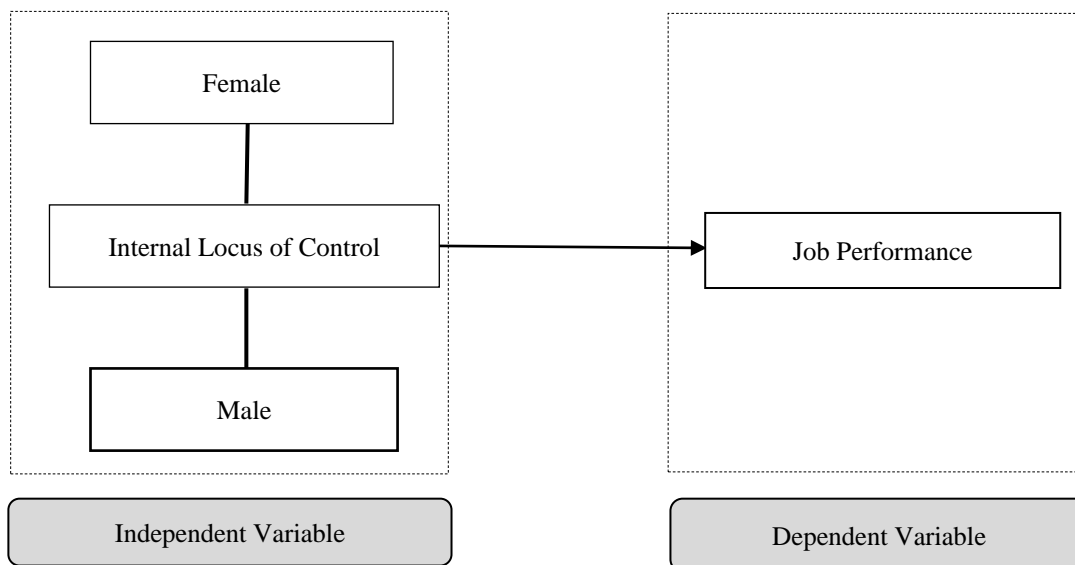 Female
Internal Locus of Control
Male
Job Performance
Independent Variable
Dependent Variable